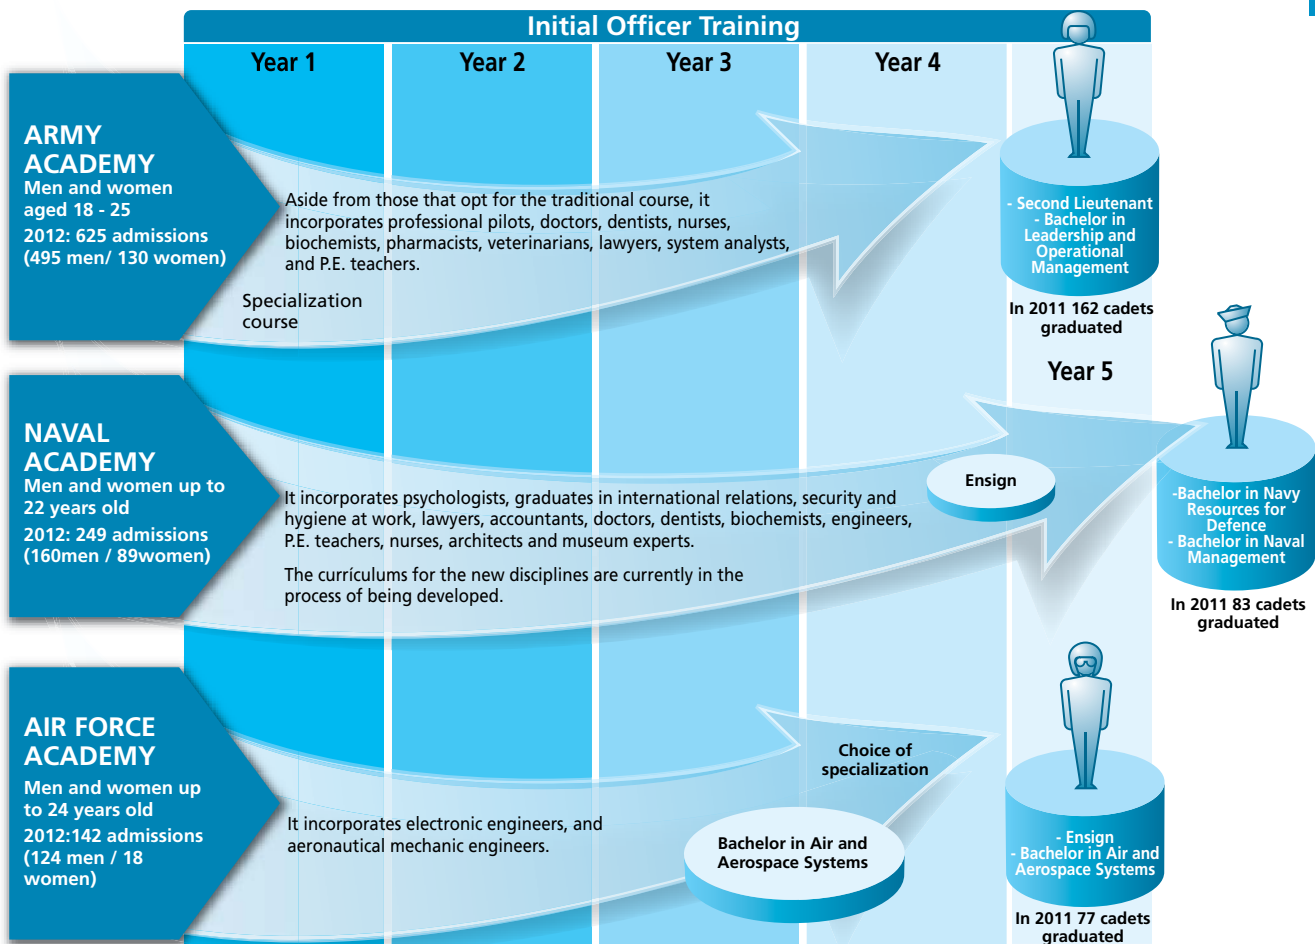 Initial Officer Training
Year 1
Year 2
Year 3
Year 4
ARMY
ACADEMY
Men and women
aged 18 - 25
2012: 625 admissions
(495 men/ 130 women)
Aside from those that opt for the traditional course, it
incorporates professional pilots, doctors, dentists, nurses,
biochemists, pharmacists, veterinarians, lawyers, system analysts,
and P.E. teachers.
Specialization
course
- Second Lieutenant
- Bachelor in
Leadership and
Operational
Management
In 2011 162 cadets
graduated
Year 5
NAVAL
ACADEMY
Men and women up to
22 years old
2012: 249 admissions
(160men / 89women)
It incorporates psychologists, graduates in international relations, security and
hygiene at work, lawyers, accountants, doctors, dentists, biochemists, engineers,
P.E. teachers, nurses, architects and museum experts.
The currículums for the new disciplines are currently in the
process of being developed.
Ensign
-Bachelor in Navy
Resources for
Defence
- Bachelor in Naval
Management
In 2011 83 cadets
graduated
AIR FORCE
ACADEMY
Men and women up
to 24 years old
2012:142 admissions
(124 men / 18
women)
It incorporates electronic engineers, and
aeronautical mechanic engineers.
Choice of
specialization
Bachelor in Air and
Aerospace Systems
- Ensign
- Bachelor in Air and
Aerospace Systems
In 2011 77 cadets
graduated